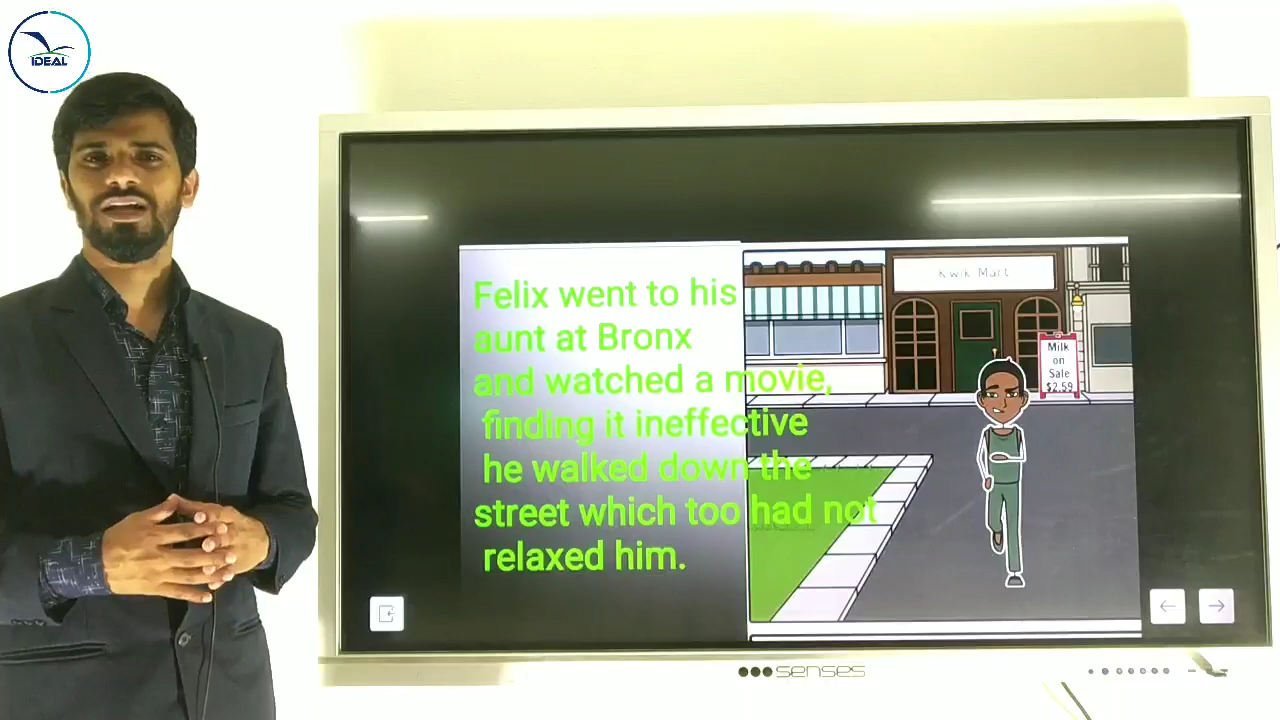 IDEAL
Felix went to his
aunt at Bronx
and watched a movie,
finding it ineffective
he walked down the
street which too had not
relaxed him.
Kwik Mart
Milk
on
Sale
$2.59
senses